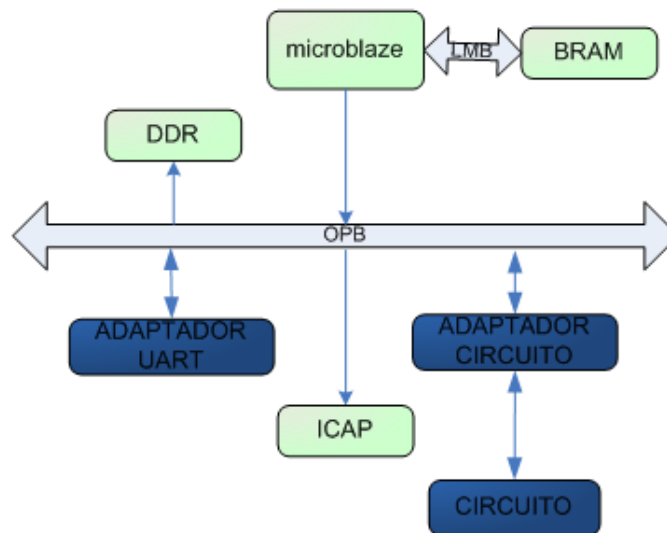 microblaze
LMB
BRAM
DDR
OPB
ADAPTADOR
UART
ADAPTADOR
CIRCUITO
ICAP
CIRCUITO